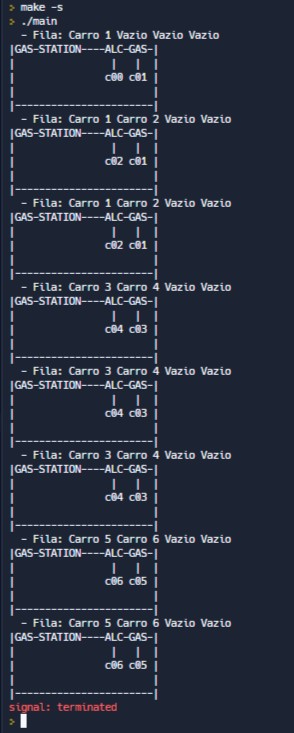 > make -s
> ./main
- Fila: Carro 1 Vazio Vazio Vazio
|GAS-STATION----ALC-GAS-|
|                |   |  |
|               c00 c01 |
|                       |
|-----------------------|
- Fila: Carro 1 Carro 2 Vazio Vazio
|GAS-STATION----ALC-GAS-|
|                |   |  |
|               c02 c01 |
|                       |
|-----------------------|
- Fila: Carro 1 Carro 2 Vazio Vazio
|GAS-STATION----ALC-GAS-|
|                |   |  |
|               c02 c01 |
|                       |
|-----------------------|
- Fila: Carro 3 Carro 4 Vazio Vazio
|GAS-STATION----ALC-GAS-|
|                |   |  |
|               c04 c03 |
|                       |
|-----------------------|
- Fila: Carro 3 Carro 4 Vazio Vazio
|GAS-STATION----ALC-GAS-|
|                |   |  |
|               c04 c03 |
|                       |
|-----------------------|
- Fila: Carro 3 Carro 4 Vazio Vazio
|GAS-STATION----ALC-GAS-|
|                |   |  |
|               c04 c03 |
|                       |
|-----------------------|
- Fila: Carro 5 Carro 6 Vazio Vazio
|GAS-STATION----ALC-GAS-|
|                |   |  |
|               c06 c05 |
|                       |
|-----------------------|
- Fila: Carro 5 Carro 6 Vazio Vazio
|GAS-STATION----ALC-GAS-|
|                |   |  |
|               c06 c05 |
|                       |
|-----------------------|
signal: terminated
>